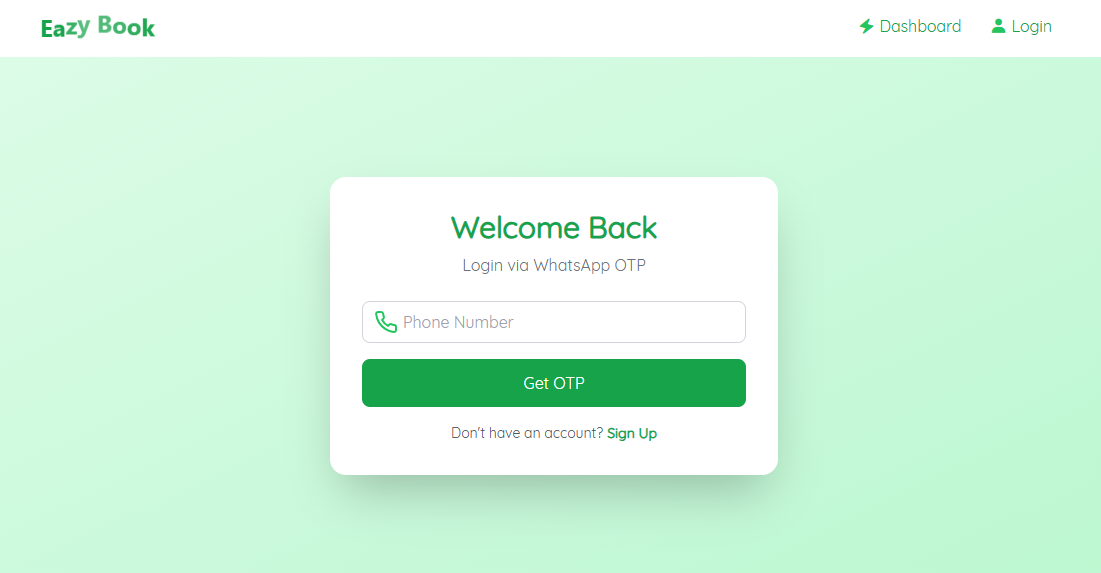 Eazy Book
Dashboard
Login
Welcome Back
Login via WhatsApp OTP
Phone Number
Get OTP
Don't have an account? Sign Up